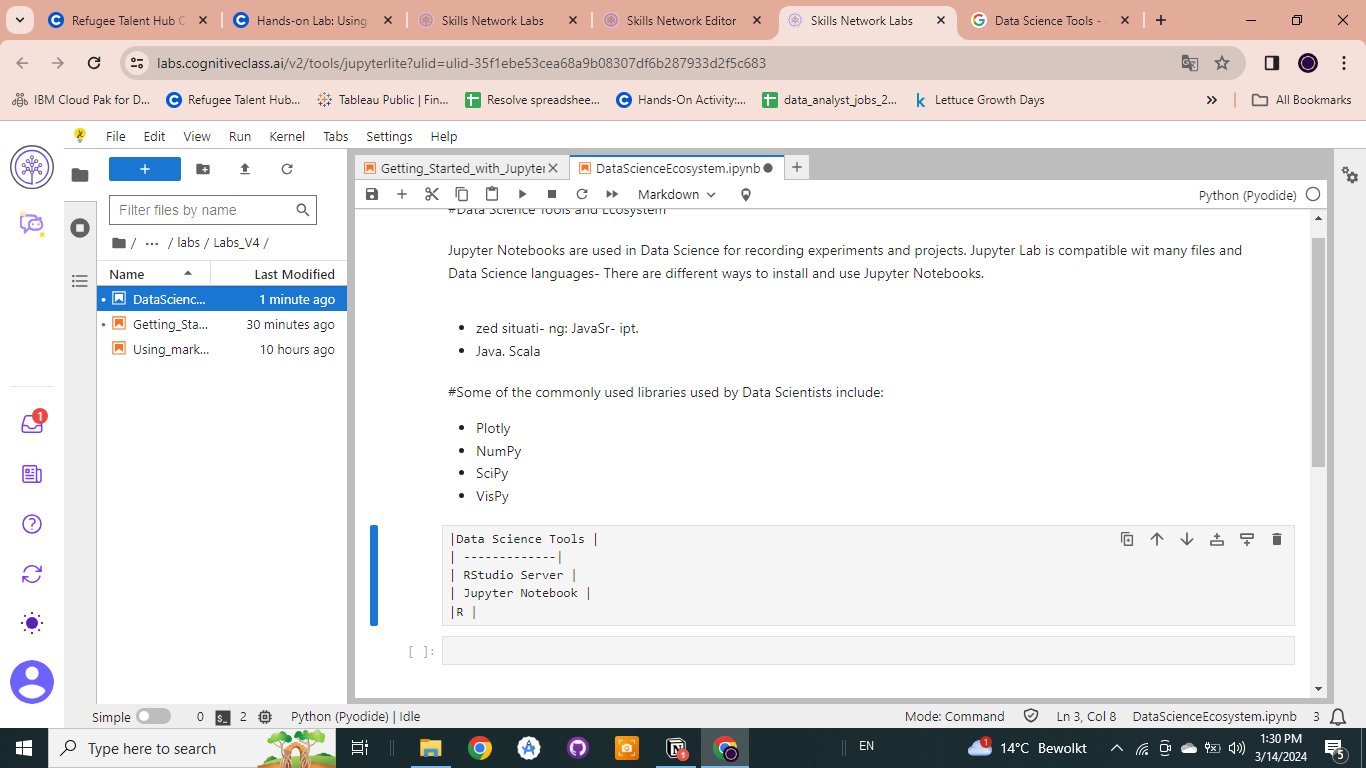 Refugee Talent Hub C
Hands-on Lab: Using
Skills Network Labs
Skills Network Editor
Skills Network Labs
Data Science Tools -
labs.cognitiveclass.ai/v2/tools/jupyterlite?ulid=ulid-35f1ebe53cea68a9b08307df6b287933d2f5c683
IBM Cloud Pak for D...
Refugee Talent Hub...
Tableau Public | Fin...
Resolve spreadshee...
Hands-On Activity:...
data_analyst_jobs_2...
Lettuce Growth Days
All Bookmarks
File Edit View Run Kernel Tabs Settings Help
Filter files by name
/ ... / labs / Labs_V4 /
Name Last Modified
DataScienc... 1 minute ago
Getting_Sta... 30 minutes ago
Using_mark... 10 hours ago
1
Getting_Started_with_Jupyter
DataScienceEcosystem.ipynb
Markdown
Python (Pyodide)
#Data Science Tools and Ecosystem
Jupyter Notebooks are used in Data Science for recording experiments and projects. Jupyter Lab is compatible wit many files and
Data Science languages- There are different ways to install and use Jupyter Notebooks.
• zed situati- ng: JavaSr- ipt.
• Java. Scala
#Some of the commonly used libraries used by Data Scientists include:
• Plotly
• NumPy
• SciPy
• VisPy
|Data Science Tools |
| -------------|
| RStudio Server |
| Jupyter Notebook |
|R |
[ ]:
Simple 0 2 Python (Pyodide) | Idle
Mode: Command Ln 3, Col 8 DataScienceEcosystem.ipynb 3
Type here to search
1
EN
1
14°C Bewolkt
1:30 PM
3/14/2024
5